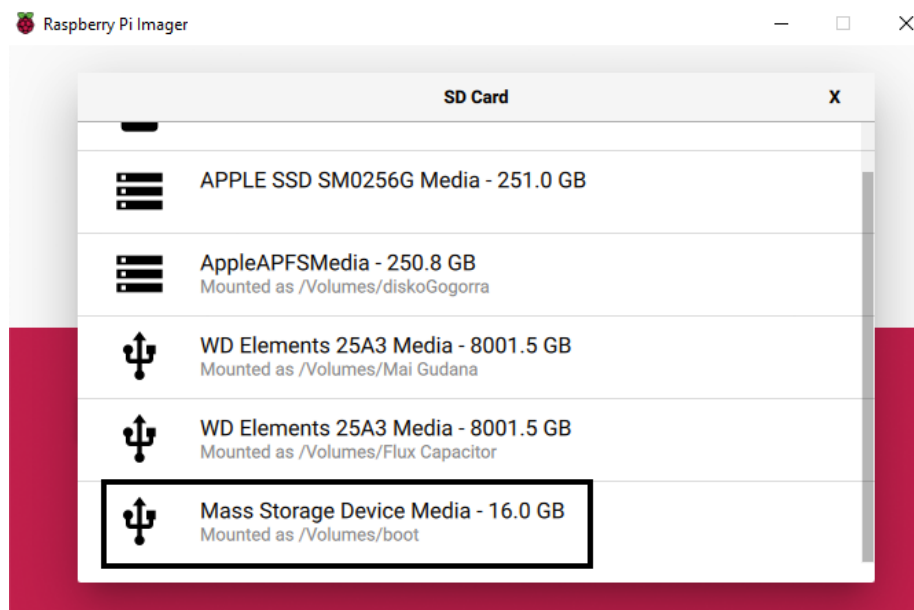 Raspberry Pi Imager
SD Card X
APPLE SSD SM0256G Media - 251.0 GB
AppleAPFSMedia - 250.8 GB
Mounted as /Volumes/diskoGogorra
WD Elements 25A3 Media - 8001.5 GB
Mounted as /Volumes/Mai Gudana
WD Elements 25A3 Media - 8001.5 GB
Mounted as /Volumes/Flux Capacitor
Mass Storage Device Media - 16.0 GB
Mounted as /Volumes/boot